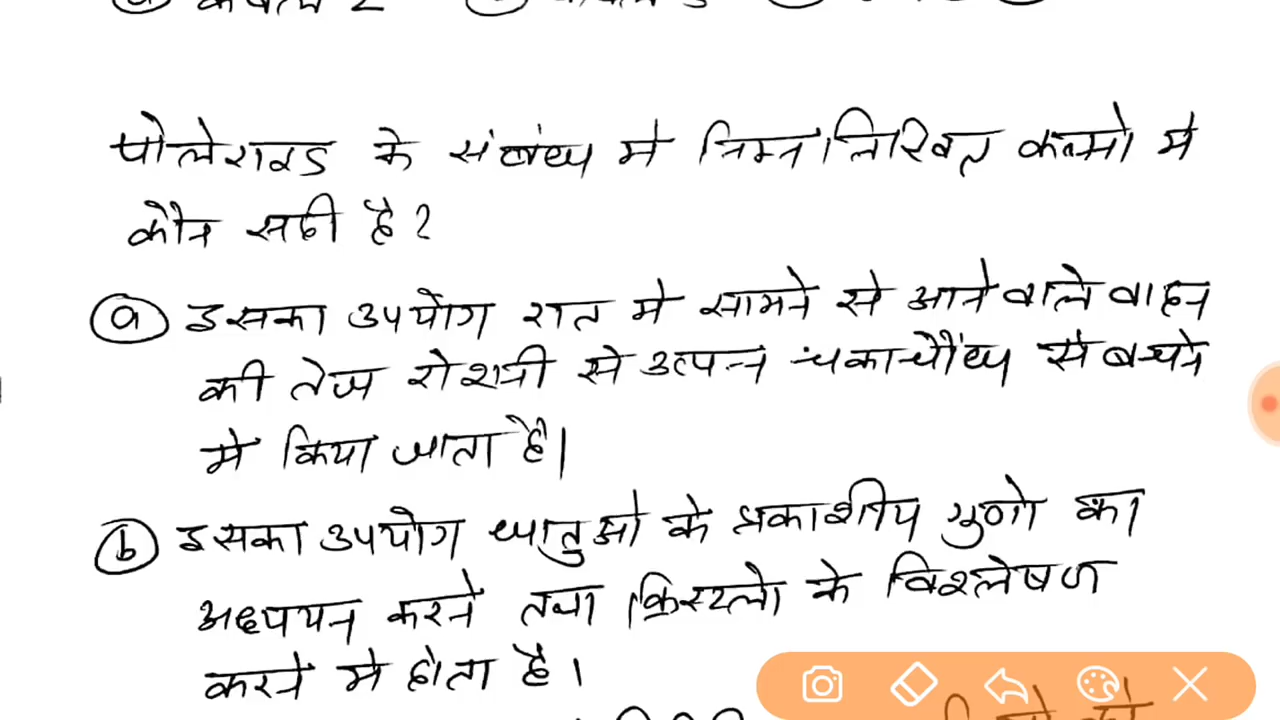 पोलेराइड के संबंध में निम्नलिखित कथनो मे
कौन सही है?
(a) इसका उपयोग रात मे सामने से आनेवाले वाहन
की तेज रोशनी से उत्पन्न चकाचौंध से बचने
मे किया जाता है।
(b) इसका उपयोग धातुओ के प्रकाशीय गुणो का
अध्ययन करने तथा क्रिस्टलो के विश्लेषण
करने मे होता है।